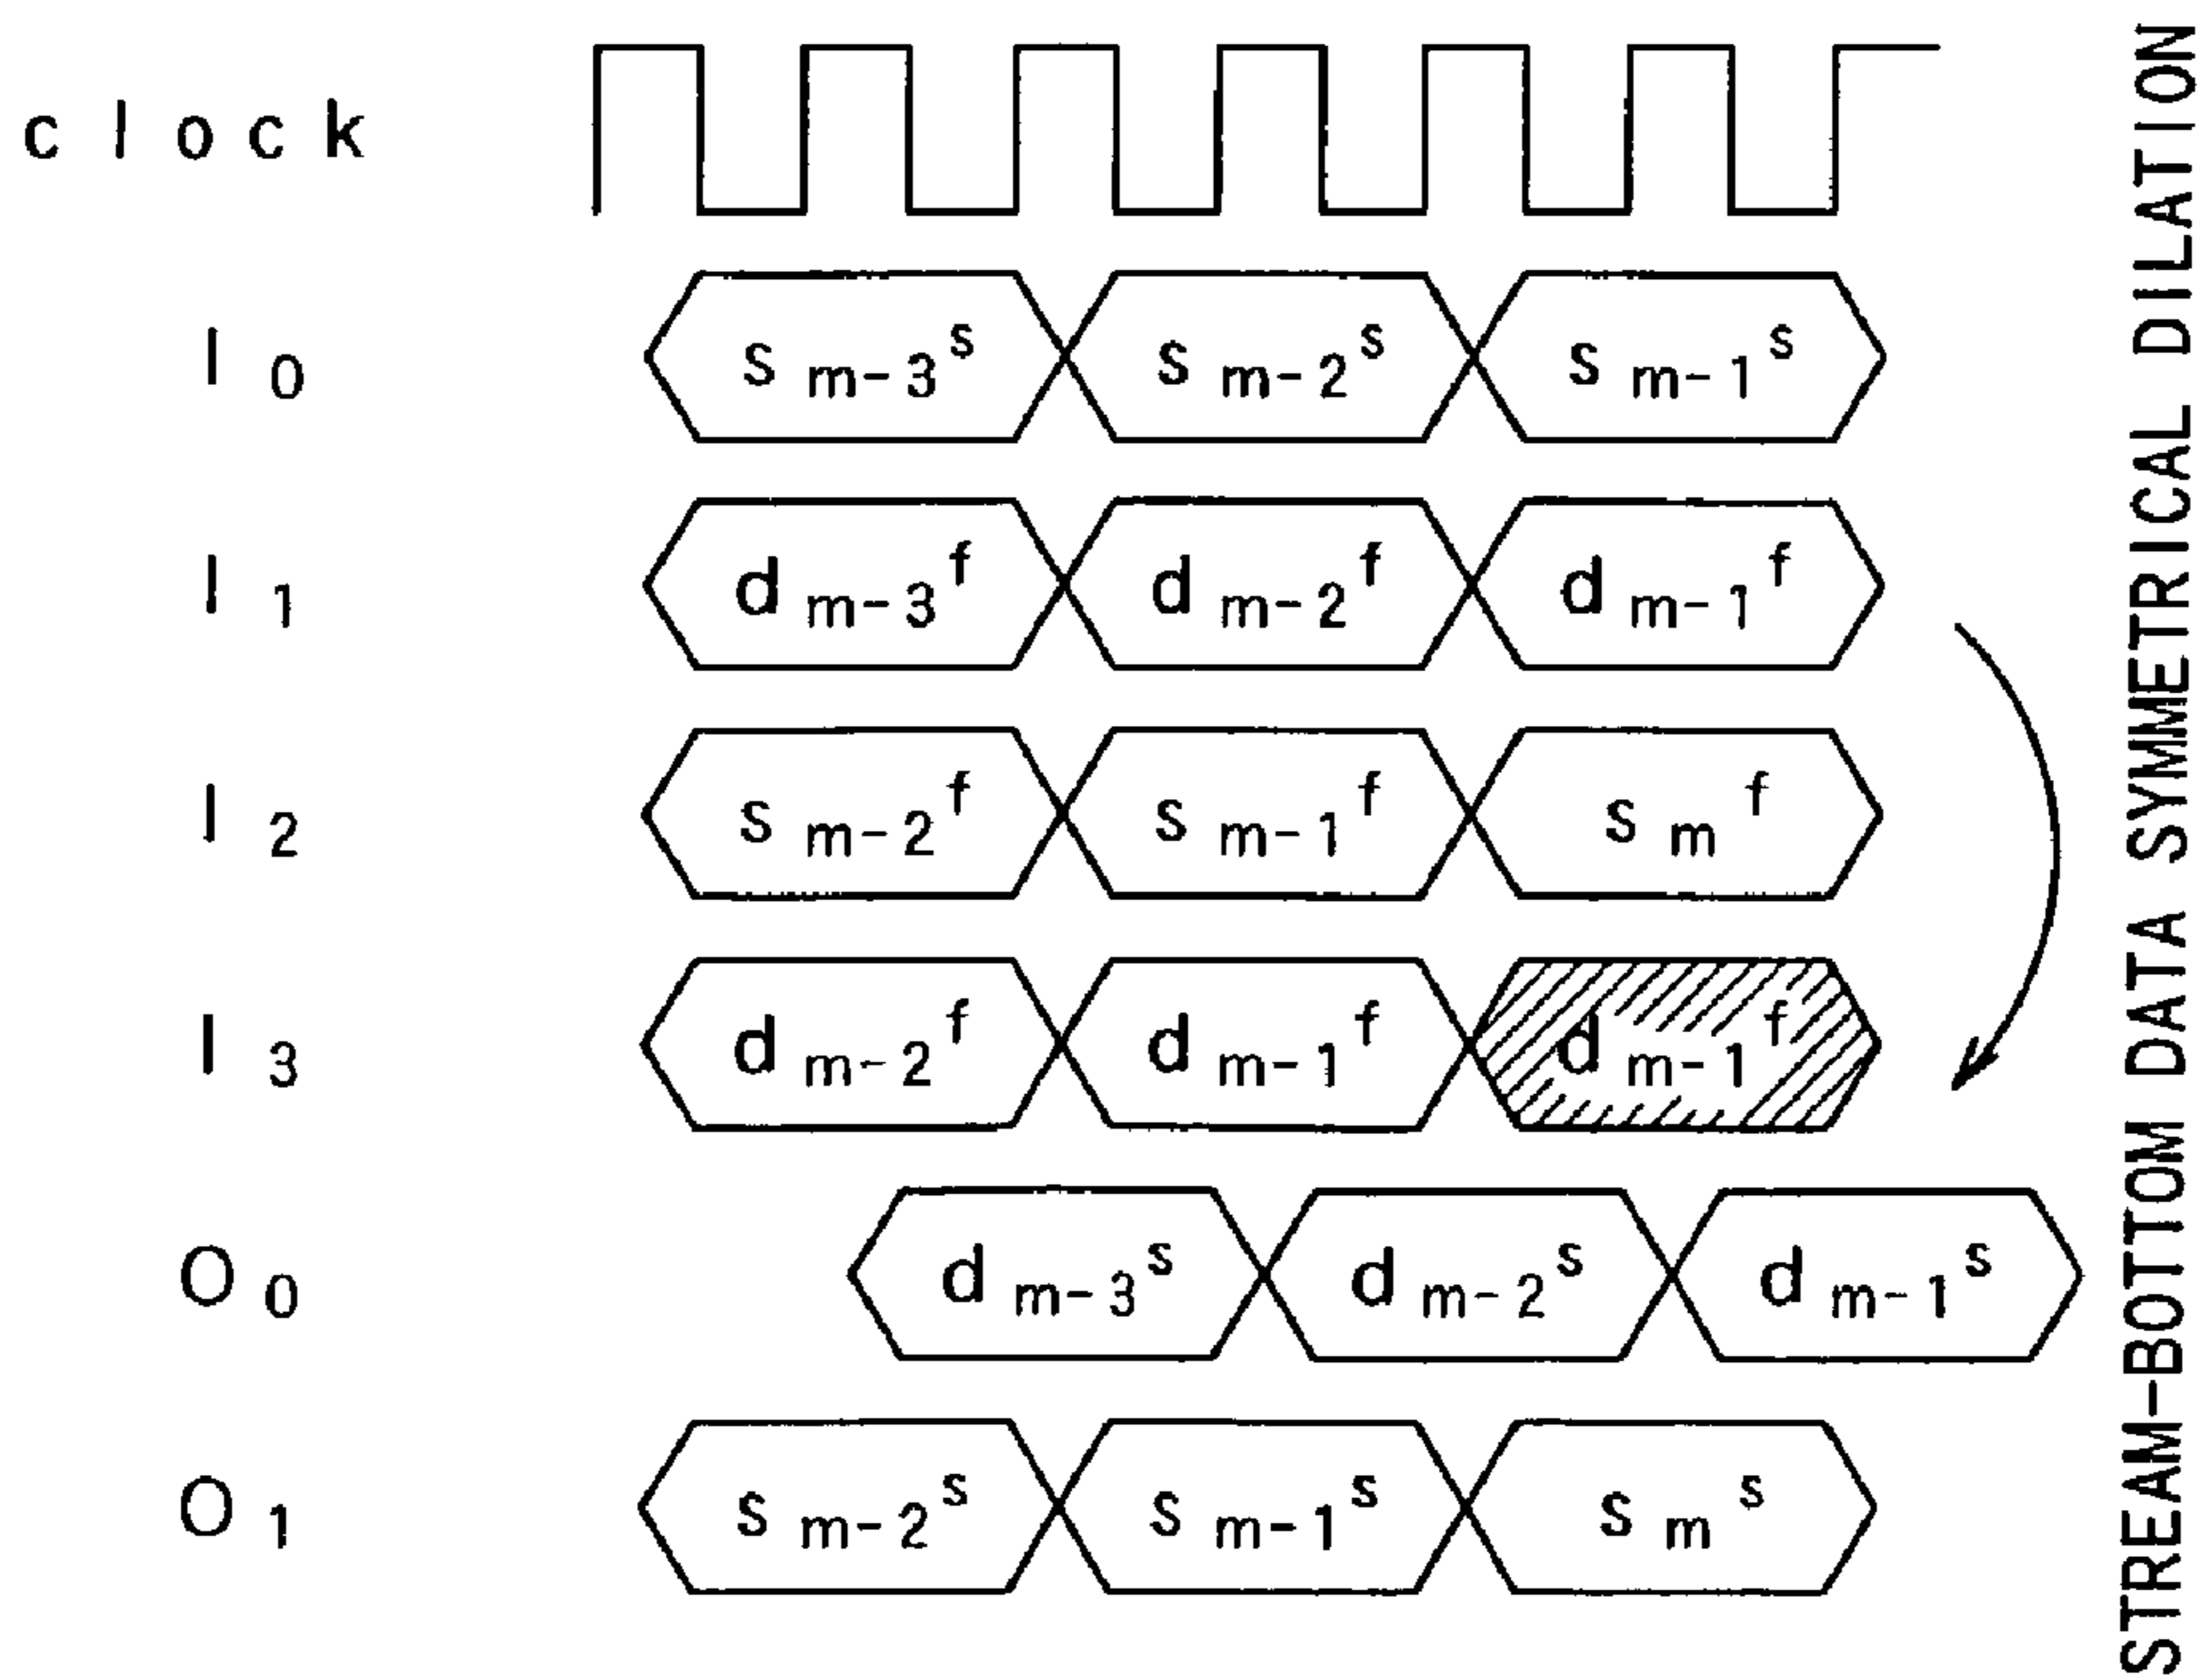 clock
I0 sm-3s sm-2s sm-1s
I1 dm-3f dm-2f dm-1f
I2 sm-2f sm-1f smf
I3 dm-2f dm-1f dm-1f
O0 dm-3s dm-2s dm-1s
O1 sm-2s sm-1s sms
STREAM-BOTTOM DATA SYMMETRICAL DILATION